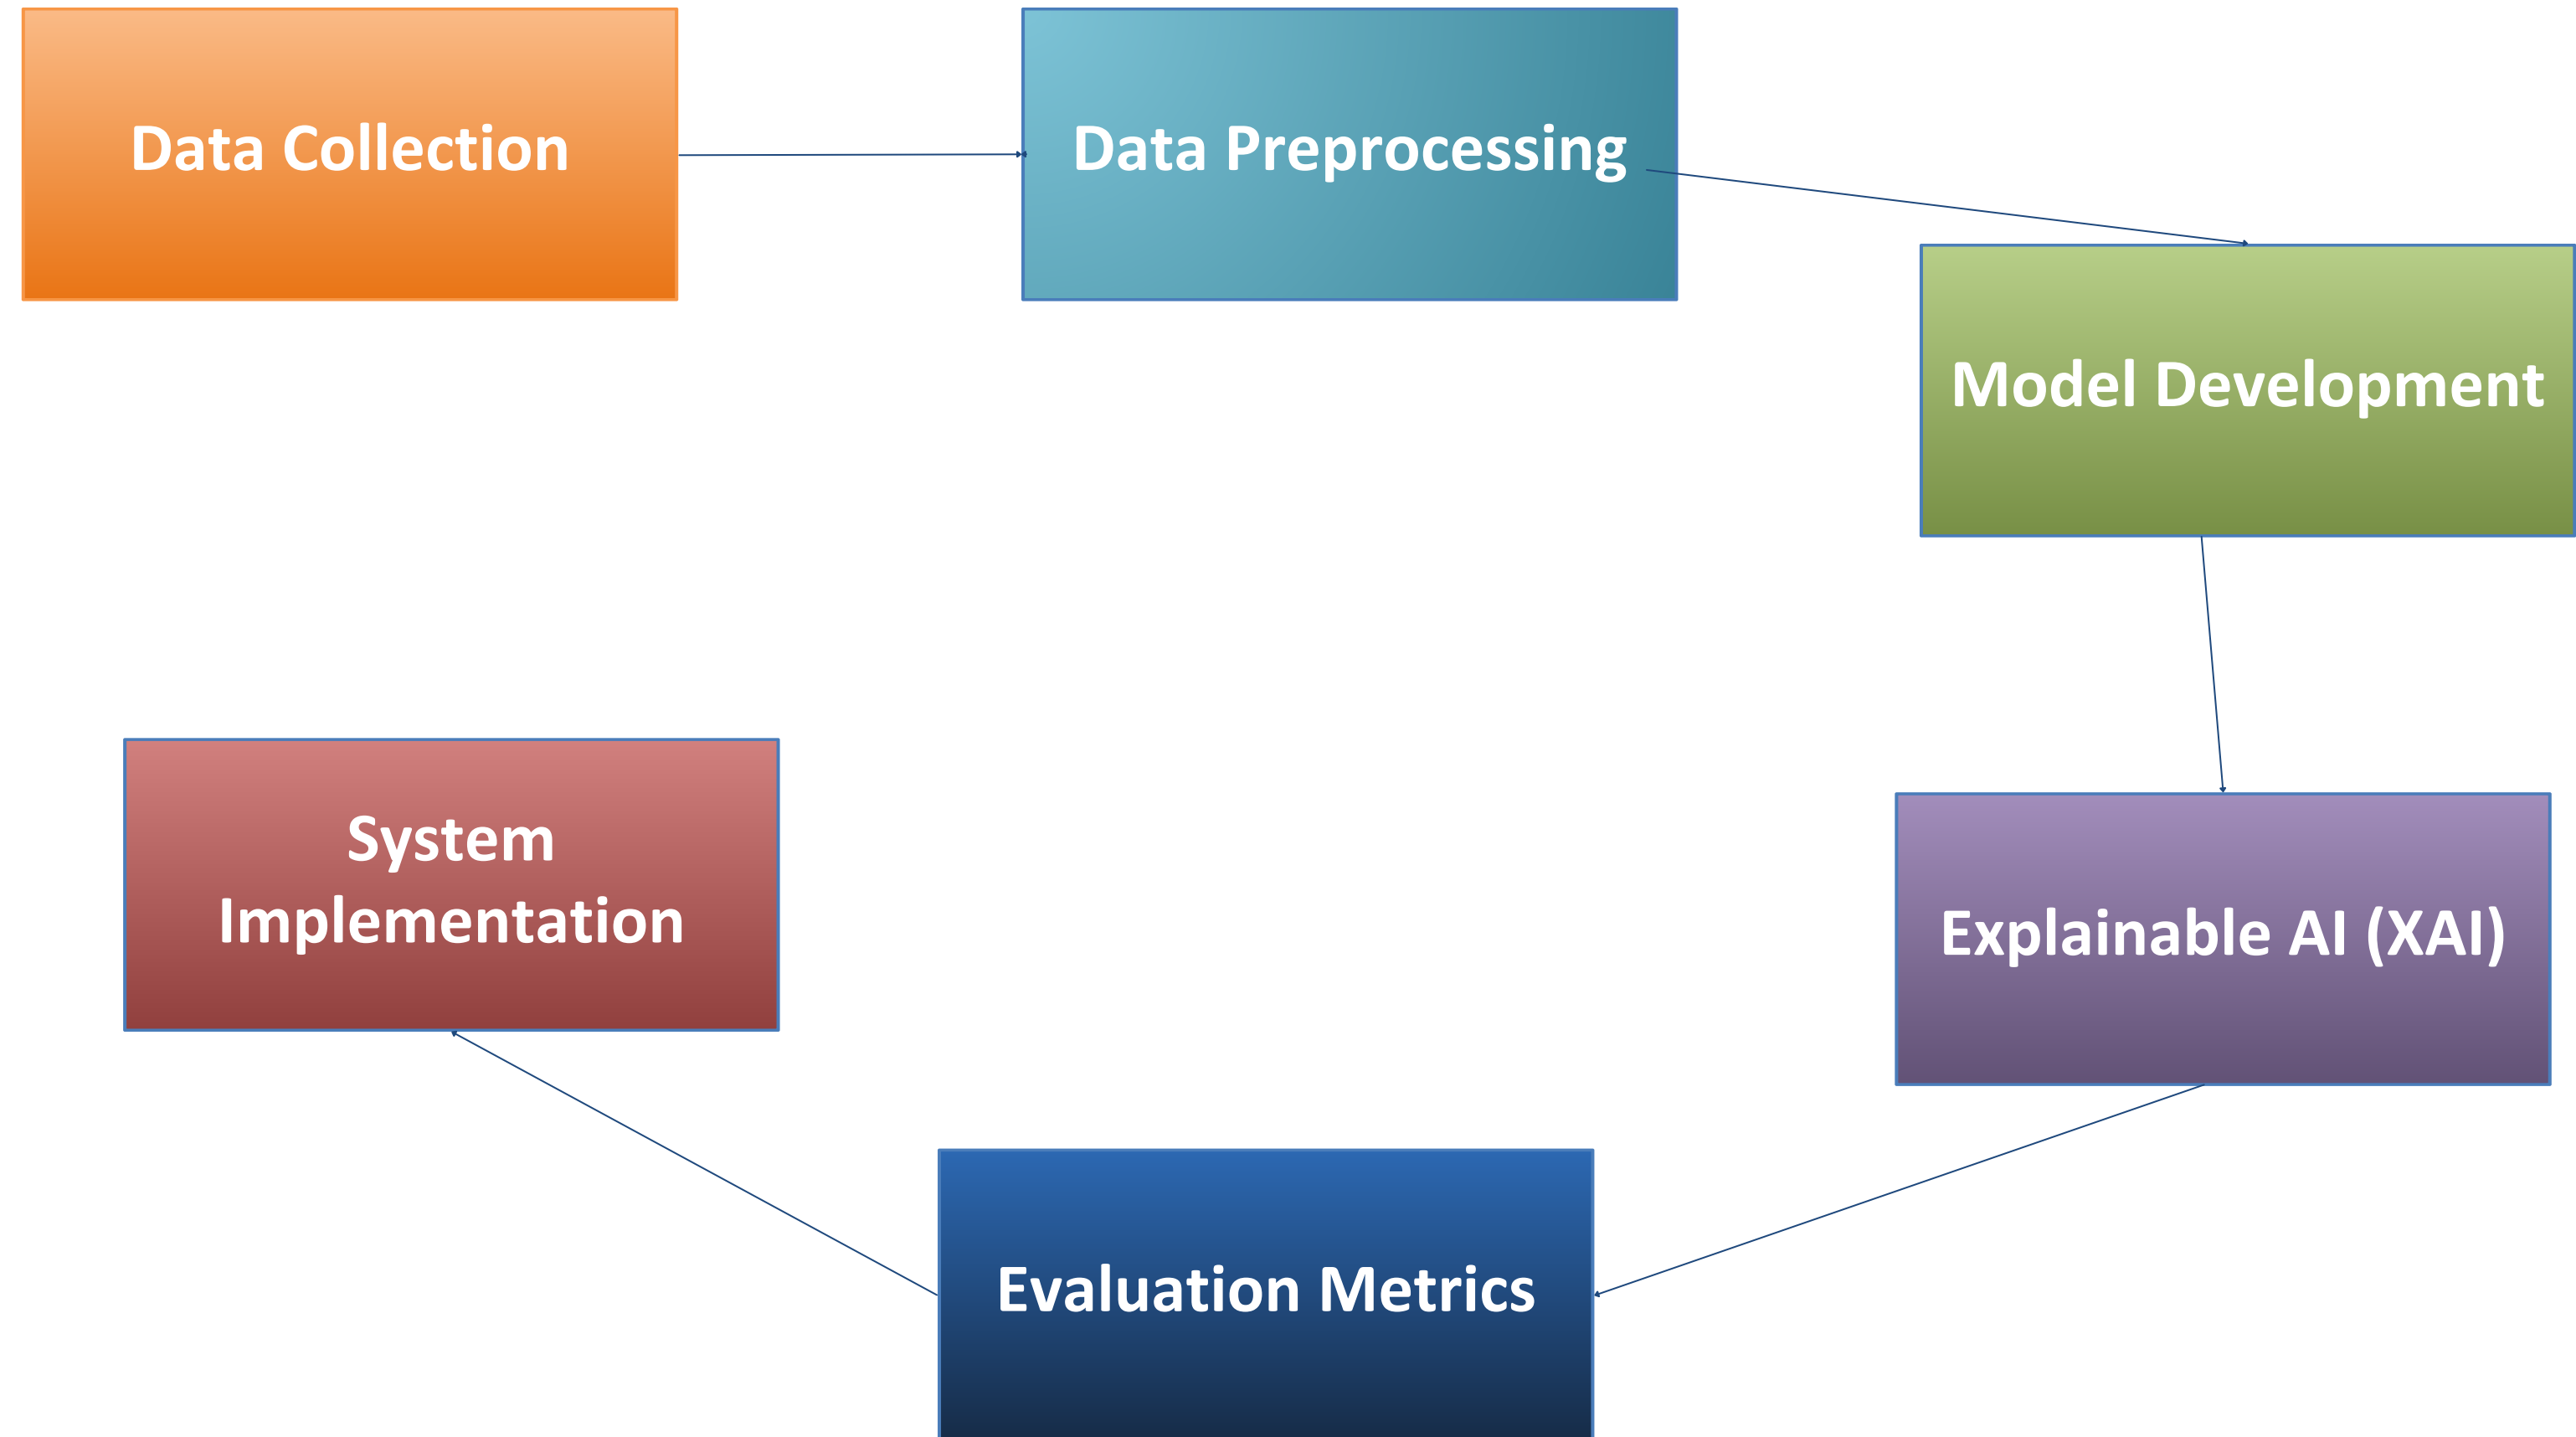 Data Collection
Data Preprocessing
Model Development
Explainable AI (XAI)
Evaluation Metrics
System
Implementation